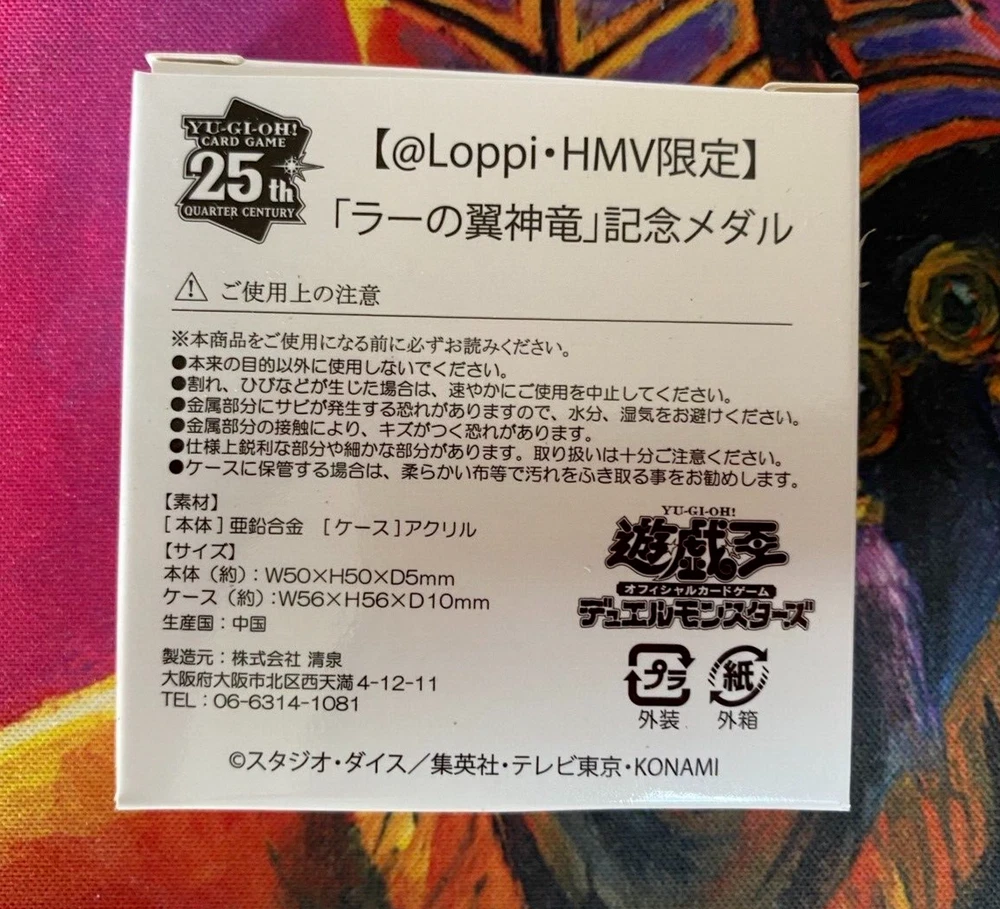 YU-GI-OH!
CARD GAME
25th
QUARTER CENTURY
【@Loppi・HMV限定】
「ラーの翼神竜」記念メダル
ご使用上の注意
※本商品をご使用になる前に必ずお読みください。
●本来の目的以外に使用しないでください。
●割れ、ひびなどが生じた場合は、速やかにご使用を中止してください。
●金属部分にサビが発生する恐れがありますので、水分、湿気をお避けください。
●金属部分の接触により、キズがつく恐れがあります。
●仕様上鋭利な部分や細かな部分があります。取り扱いは十分ご注意ください。
●ケースに保管する場合は、柔らかい布等で汚れをふき取る事をお勧めします。
【素材】
[本体]亜鉛合金 [ケース]アクリル
【サイズ】
本体（約）：W50×H50×D5mm
ケース（約）：W56×H56×D10mm
生産国：中国
製造元：株式会社 清泉
大阪府大阪市北区西天満4-12-11
TEL：06-6314-1081
YU-GI-OH!
遊戯王
オフィシャルカードゲーム
デュエルモンスターズ
プラ 紙
外装 外箱
©スタジオ・ダイス／集英社・テレビ東京・KONAMI